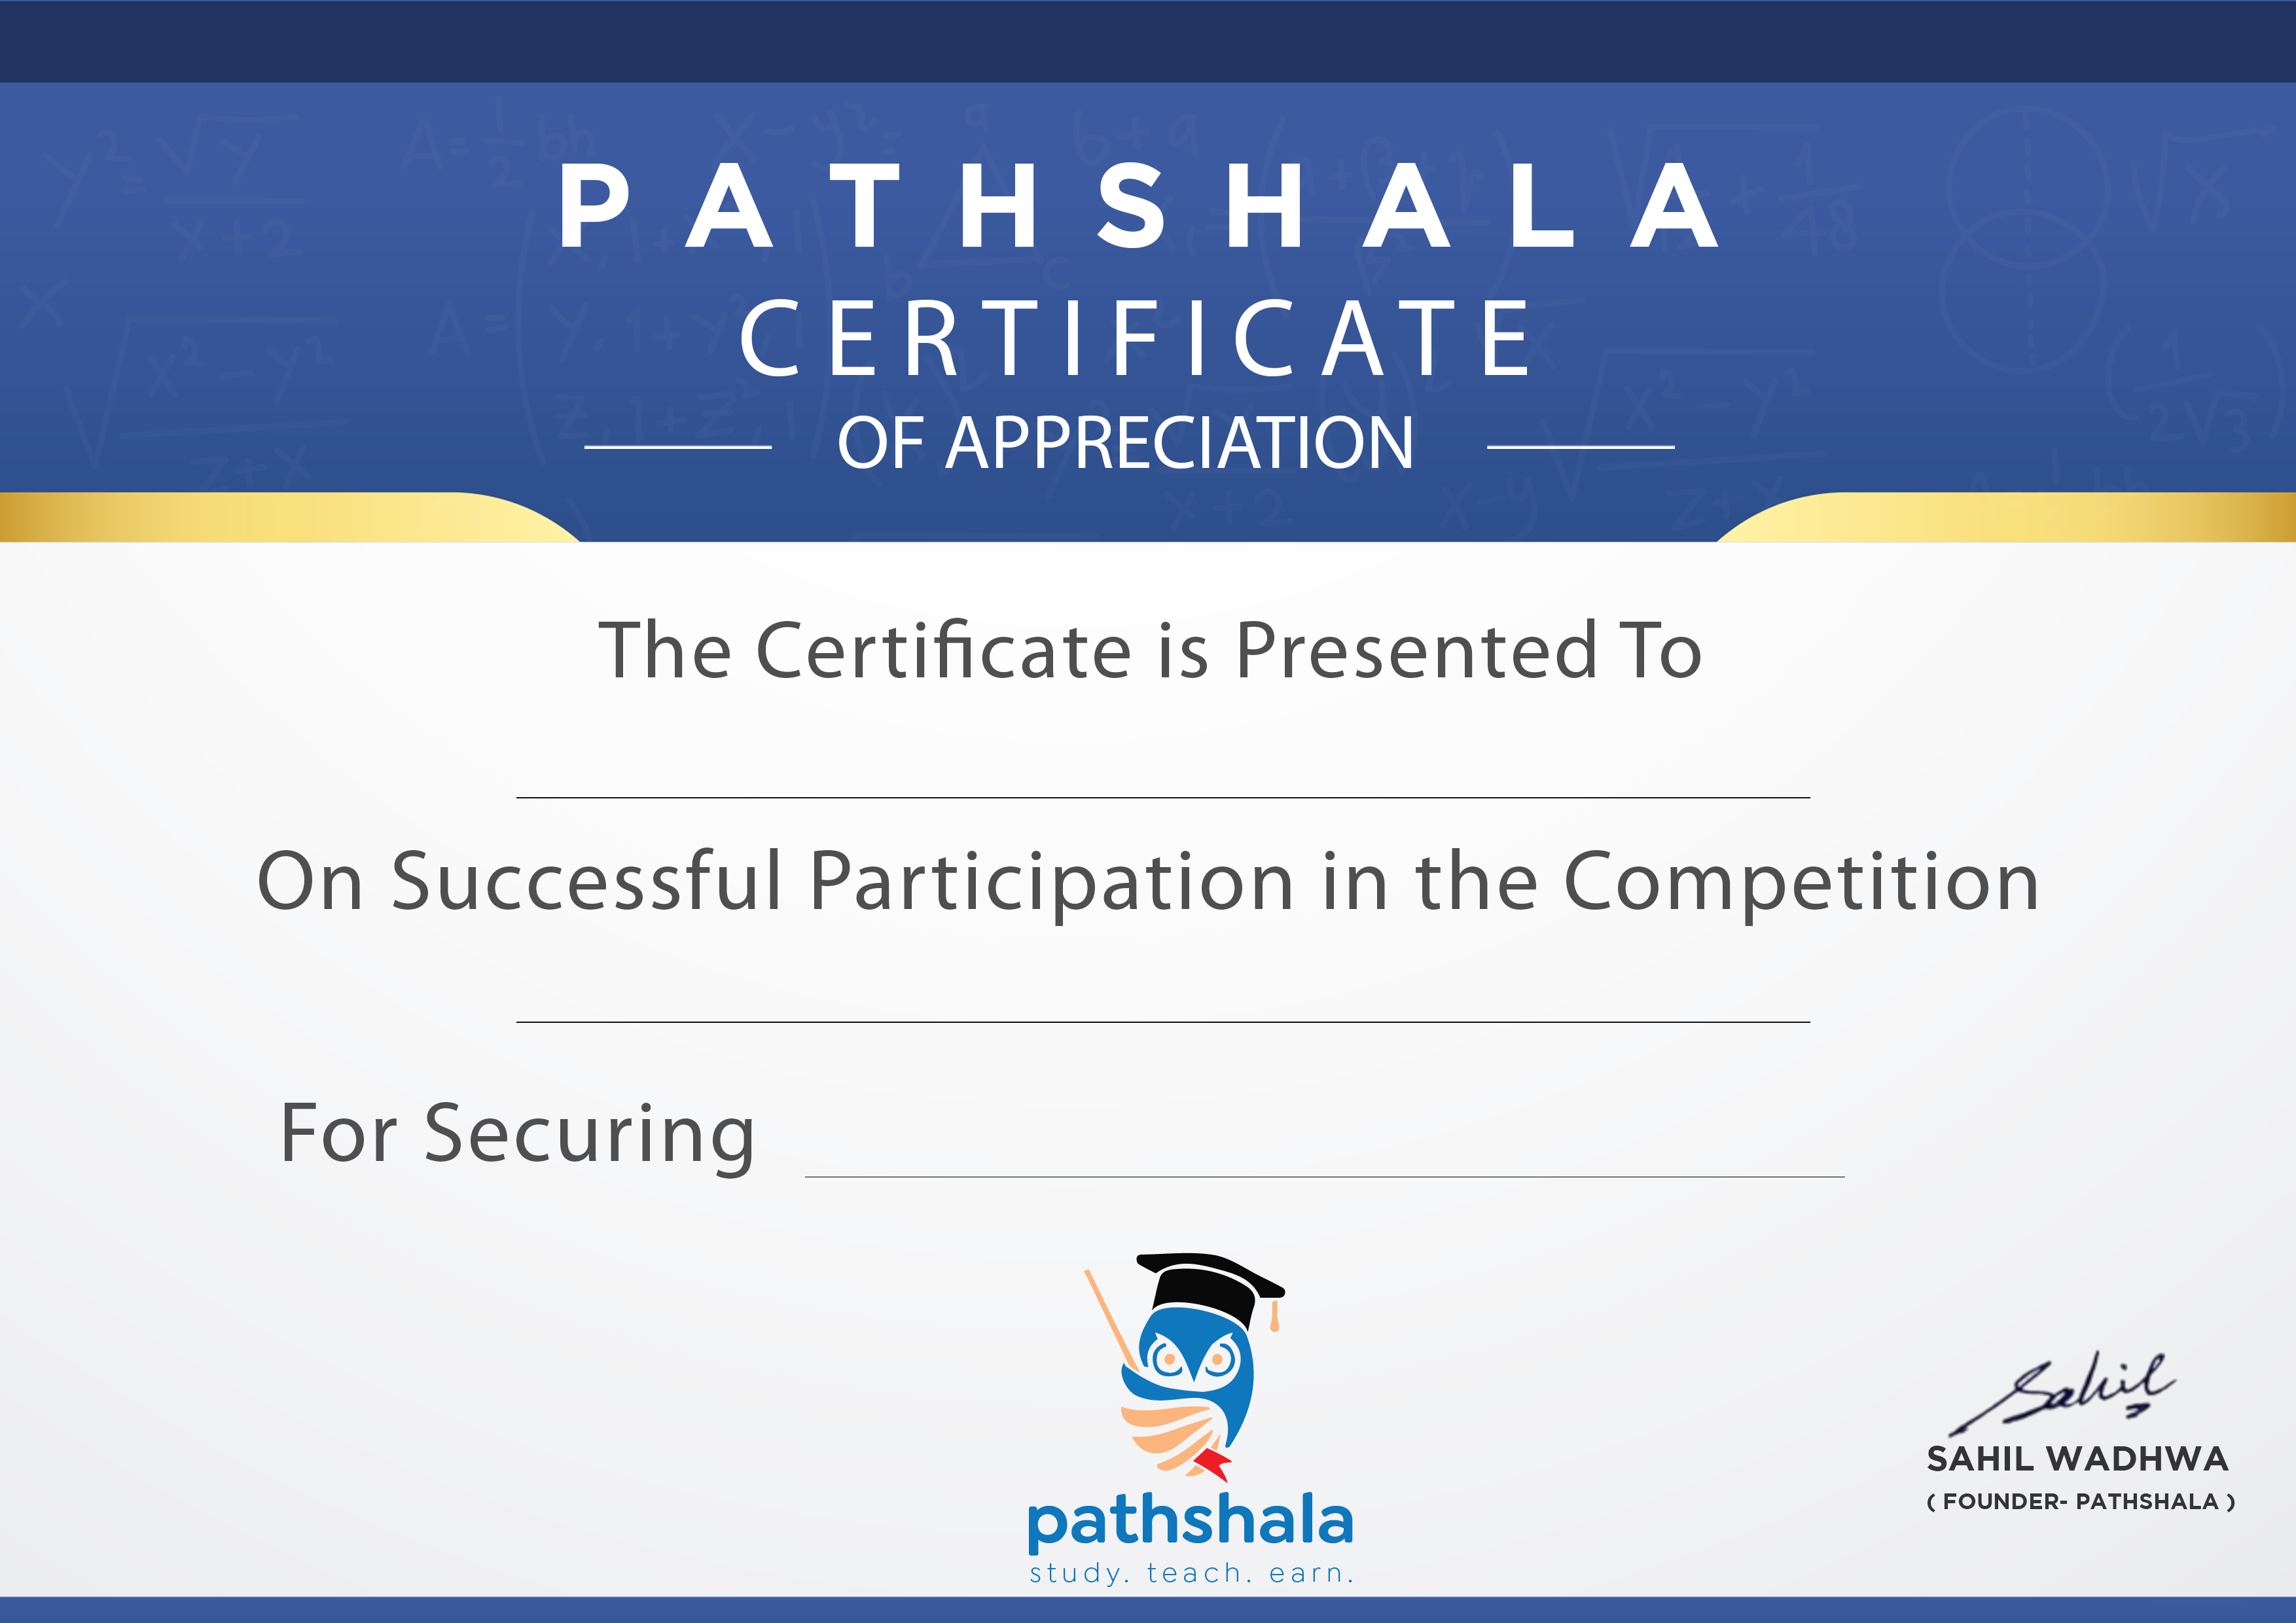 PATHSHALA
CERTIFICATE
OF APPRECIATION
The Certificate is Presented To
On Successful Participation in the Competition
For Securing
Sahil
SAHIL WADHWA
( FOUNDER- PATHSHALA )
pathshala
study. teach. earn.